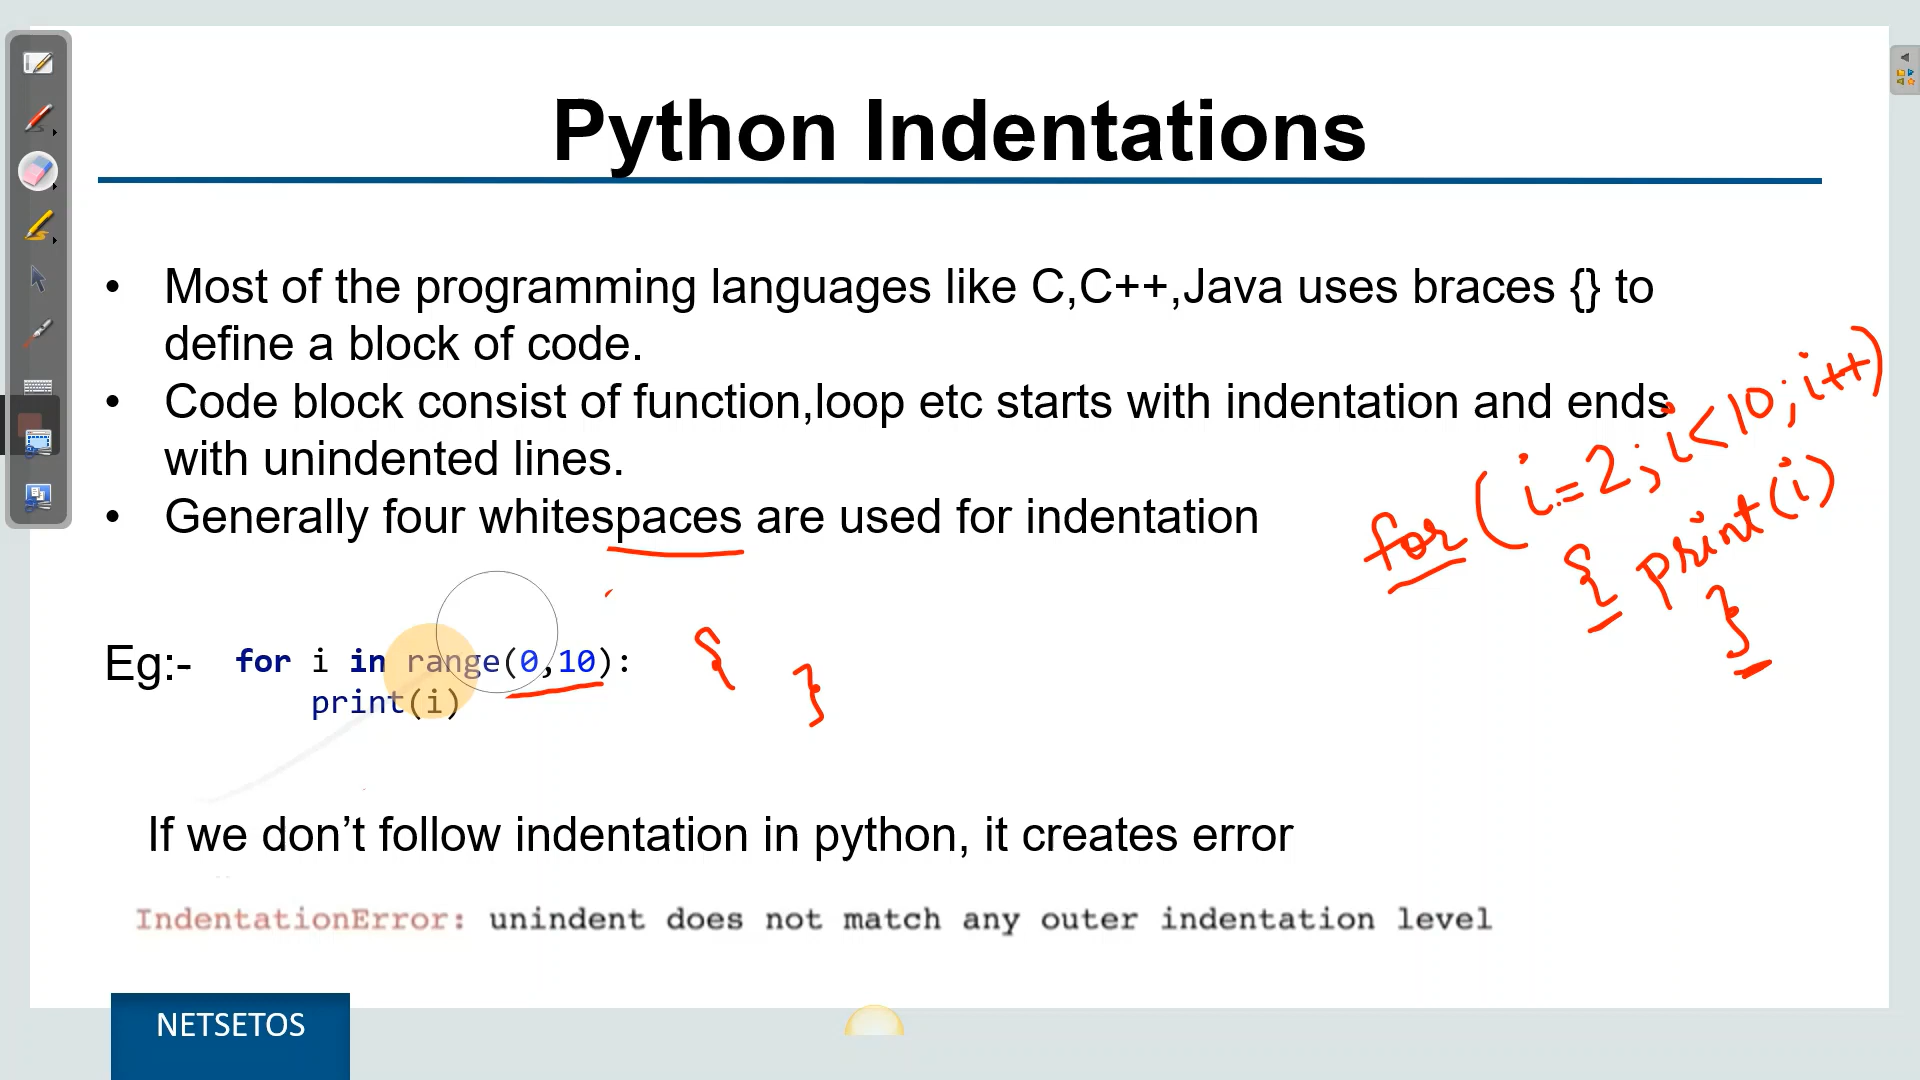 Python Indentations
• Most of the programming languages like C,C++,Java uses braces {} to
define a block of code.
• Code block consist of function,loop etc starts with indentation and ends
with unindented lines.
• Generally four whitespaces are used for indentation
for ( i=2; i<10; i++)
{ print(i)
}
Eg:- for i in range(0,10):
print(i)
{
}
If we don’t follow indentation in python, it creates error
IndentationError: unindent does not match any outer indentation level
NETSETOS